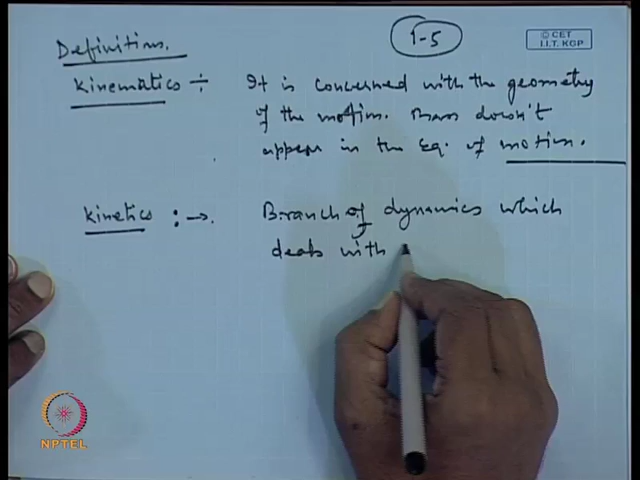 Definitions.
1-5
© CET
I.I.T. KGP
Kinematics ÷ It is concerned with the geometry
of the motion. Mass doesn't
appear in the Eq. of motion.
Kinetics :→. Branch of dynamics which
deals with
NPTEL